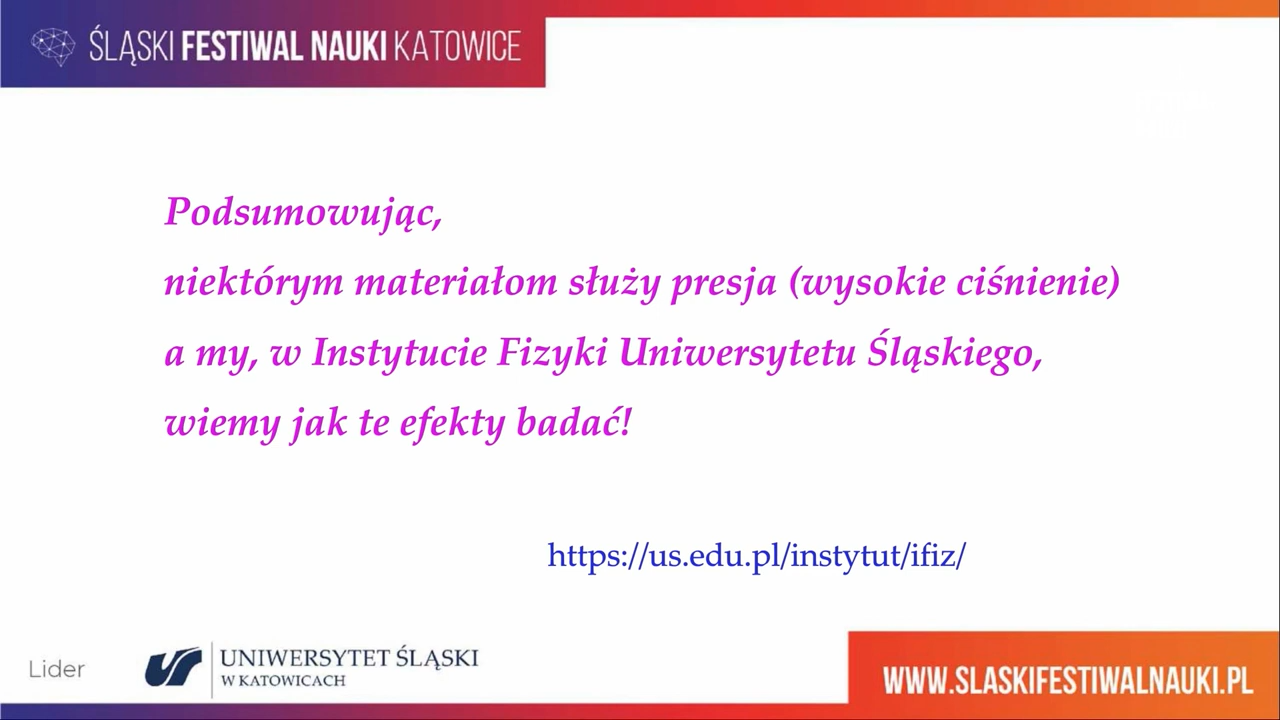 ŚLĄSKI FESTIWAL NAUKI KATOWICE
Podsumowując,
niektórym materiałom służy presja (wysokie ciśnienie)
a my, w Instytucie Fizyki Uniwersytetu Śląskiego,
wiemy jak te efekty badać!
https://us.edu.pl/instytut/ifiz/
Lider
UNIWERSYTET ŚLĄSKI
W KATOWICACH
WWW.SLASKIFESTIWALNAUKI.PL